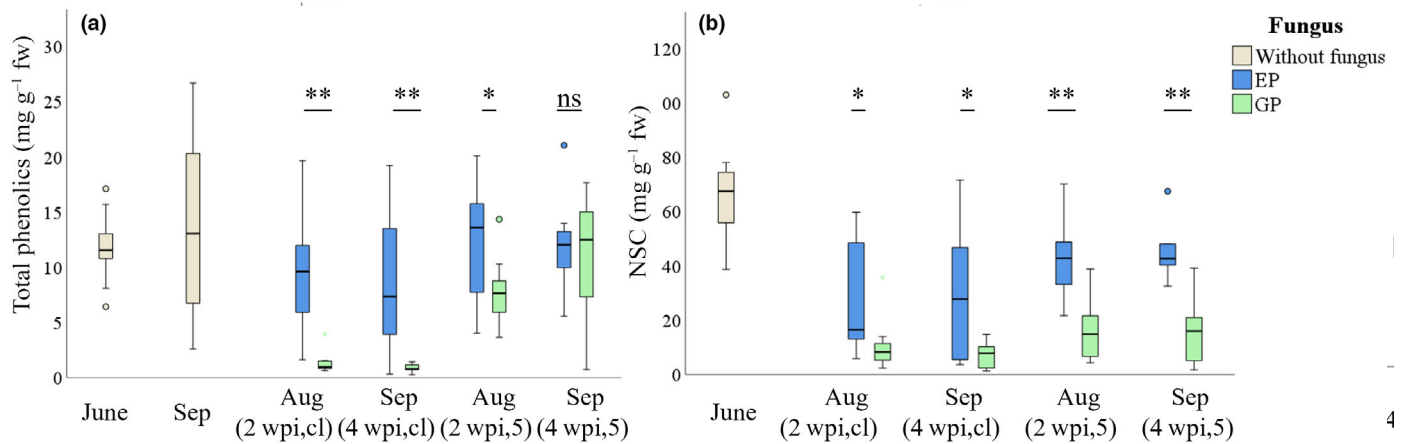 (a)
Total phenolics (mg g⁻¹ fw)
30
25
20
15
10
5
0
**
**
*
ns
June
Sep
Aug
(2 wpi,cl)
Sep
(4 wpi,cl)
Aug
(2 wpi,5)
Sep
(4 wpi,5)
(b)
NSC (mg g⁻¹ fw)
120
00
80
60
40
20
0
*
*
**
**
June
Aug
(2 wpi,cl)
Sep
(4 wpi,cl)
Aug
(2 wpi,5)
Sep
(4 wpi,5)
Fungus
Without fungus
EP
GP
4